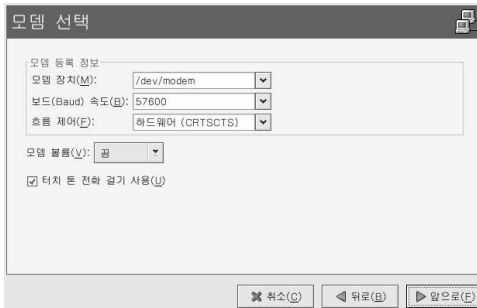 모뎀 선택
모뎀 등록 정보
모뎀 장치(M): /dev/modem
보드(Baud) 속도(B): 57600
흐름 제어(F): 하드웨어 (CRTSCTS)
모뎀 볼륨(V): 끔
터치 톤 전화 걸기 사용(U)
취소(C) 뒤로(B) 앞으로(F)